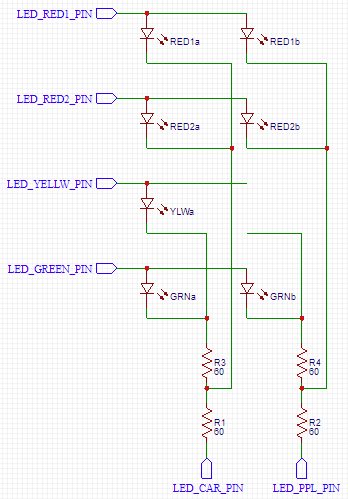 LED_RED1_PIN
RED1a RED1b
LED_RED2_PIN
RED2a RED2b
LED_YELLW_PIN
YLWa
LED_GREEN_PIN
GRNa GRNb
R3 R4
60 60
R1 R2
60 60
LED_CAR_PIN LED_PPL_PIN